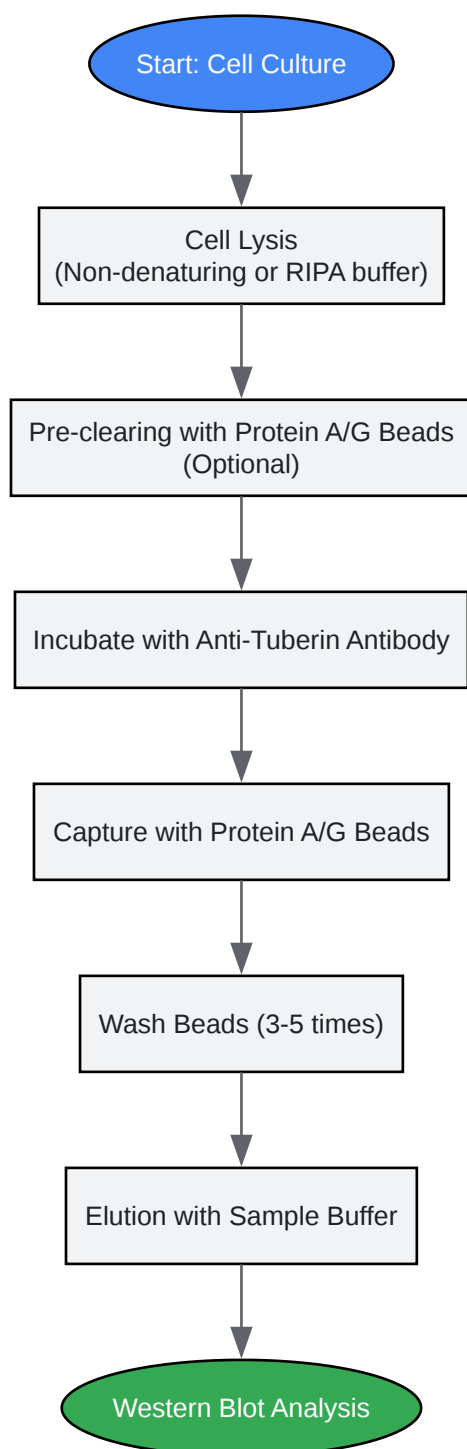 Start: Cell Culture
Cell Lysis
(Non-denaturing or RIPA buffer)
Pre-clearing with Protein A/G Beads
(Optional)
Incubate with Anti-Tuberin Antibody
Capture with Protein A/G Beads
Wash Beads (3-5 times)
Elution with Sample Buffer
Western Blot Analysis